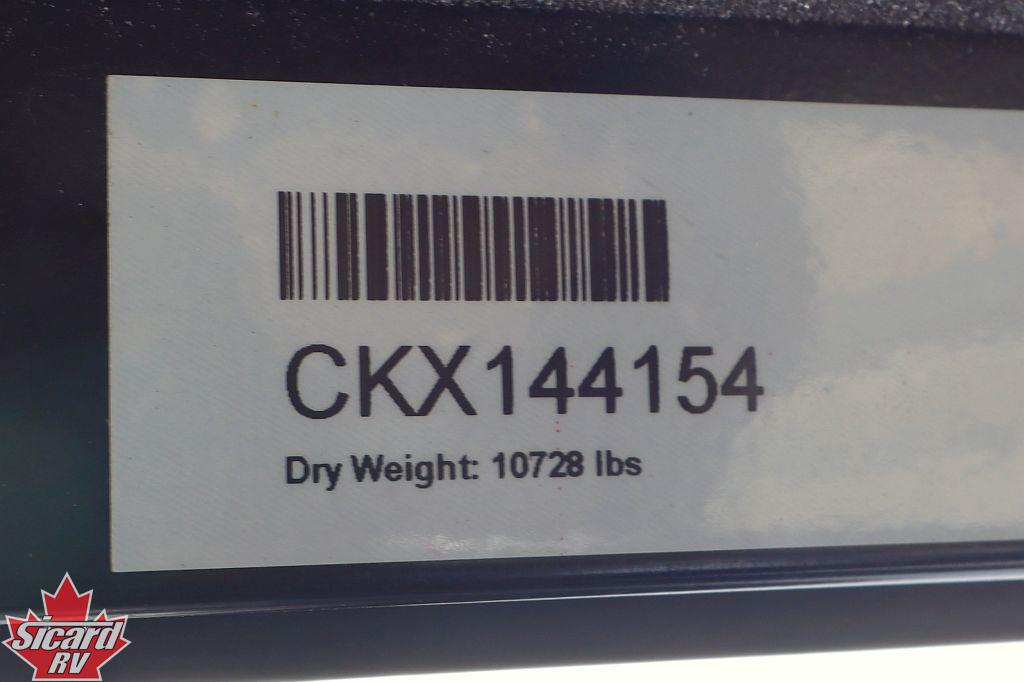 CKX144154
Dry Weight: 10728 lbs
Sicard
RV